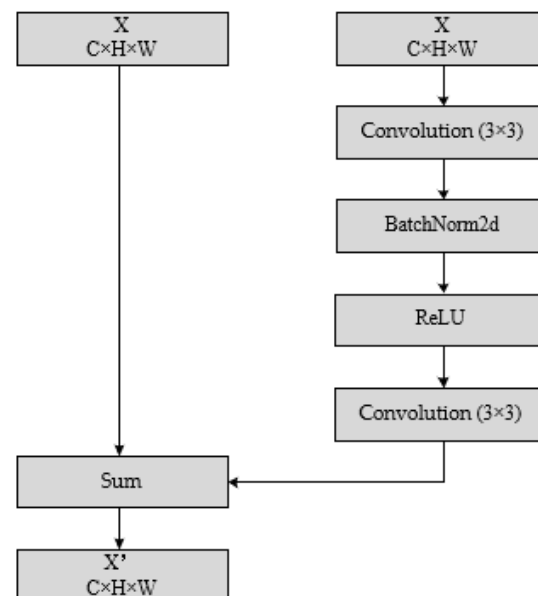 X
C×H×W
X
C×H×W
Convolution (3×3)
BatchNorm2d
ReLU
Convolution (3×3)
Sum
X’
C×H×W